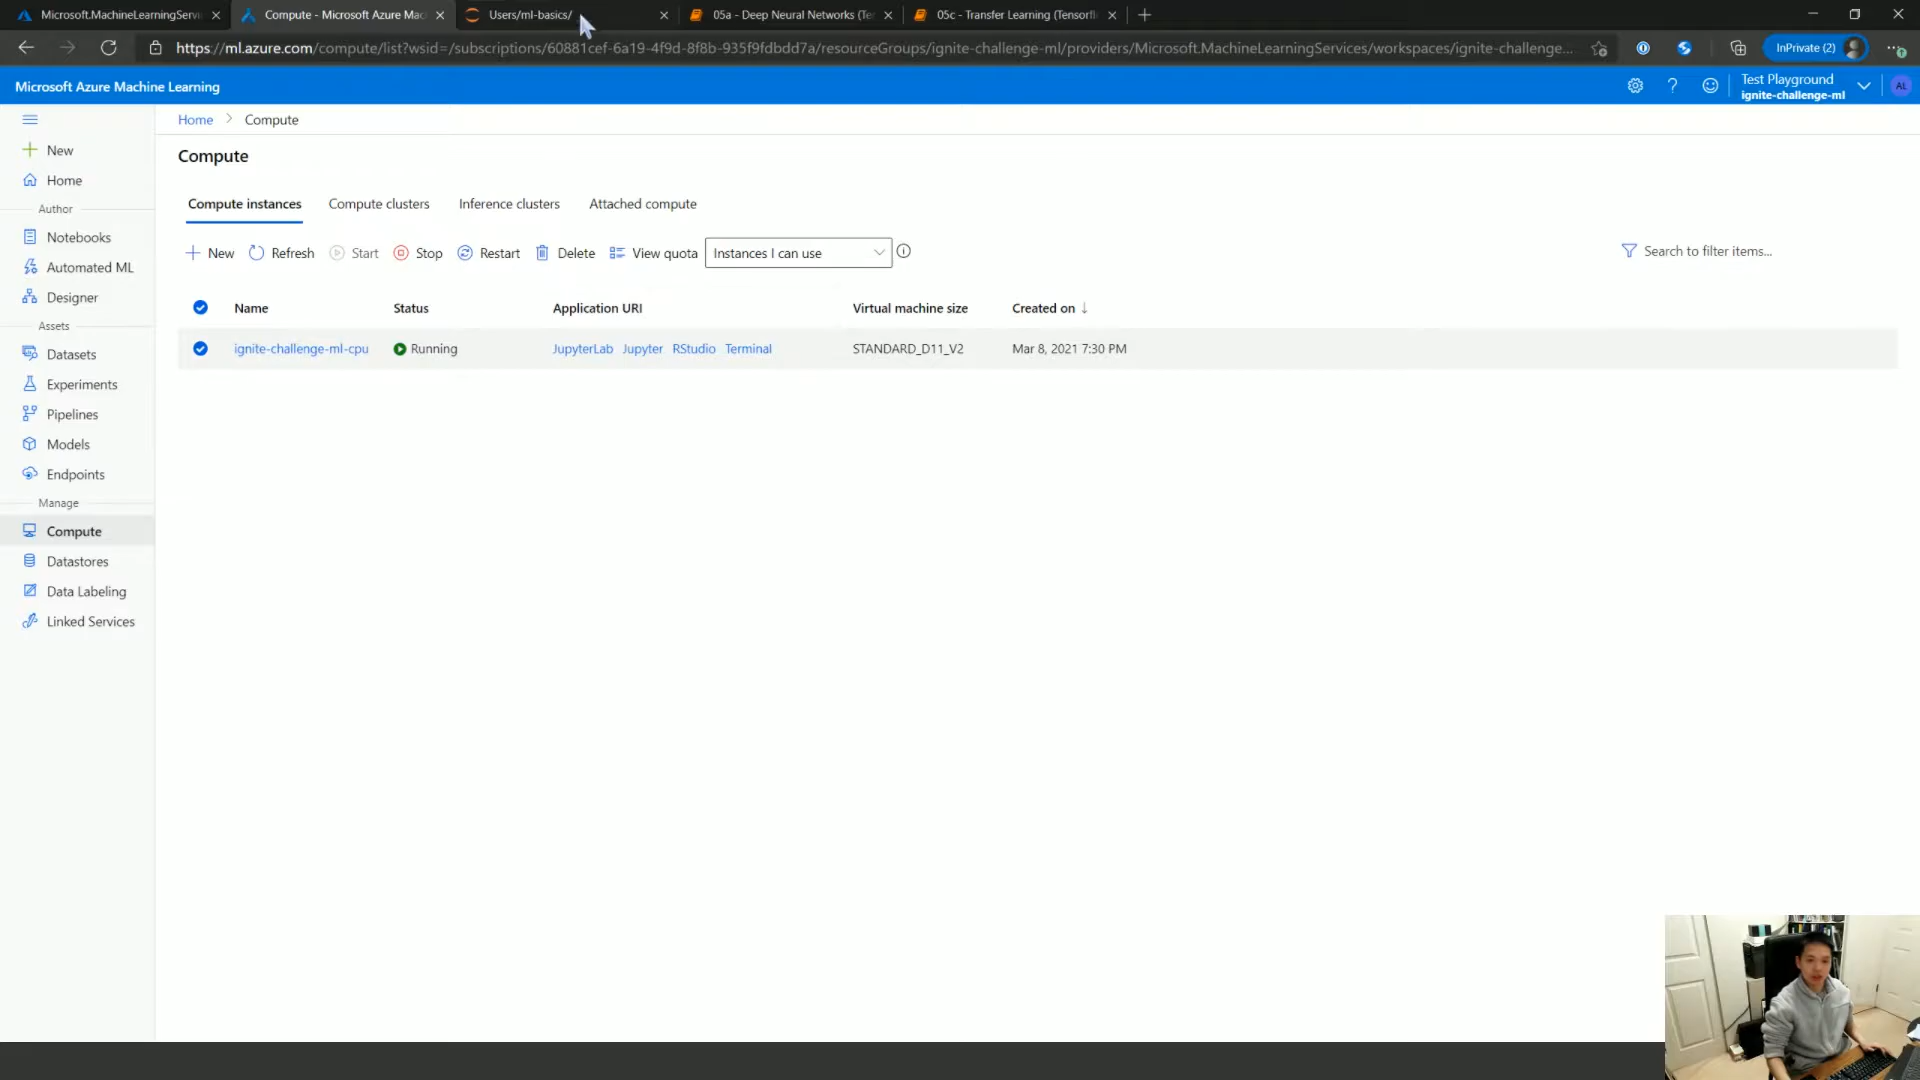 Microsoft.MachineLearningServi
Compute - Microsoft Azure Mac
Users/ml-basics/
05a - Deep Neural Networks (Te
05c - Transfer Learning (Tensorfl
https://ml.azure.com/compute/list?wsid=/subscriptions/60881cef-6a19-4f9d-8f8b-935f9fdbdd7a/resourceGroups/ignite-challenge-ml/providers/Microsoft.MachineLearningServices/workspaces/ignite-challenge...
InPrivate (2)
Microsoft Azure Machine Learning
Test Playground
ignite-challenge-ml
AL
Home > Compute
New
Home
Author
Notebooks
Automated ML
Designer
Assets
Datasets
Experiments
Pipelines
Models
Endpoints
Manage
Compute
Datastores
Data Labeling
Linked Services
Compute
Compute instances Compute clusters Inference clusters Attached compute
New Refresh Start Stop Restart Delete View quota Instances I can use
Search to filter items...
Name Status Application URI Virtual machine size Created on ↓
ignite-challenge-ml-cpu Running JupyterLab Jupyter RStudio Terminal STANDARD_D11_V2 Mar 8, 2021 7:30 PM